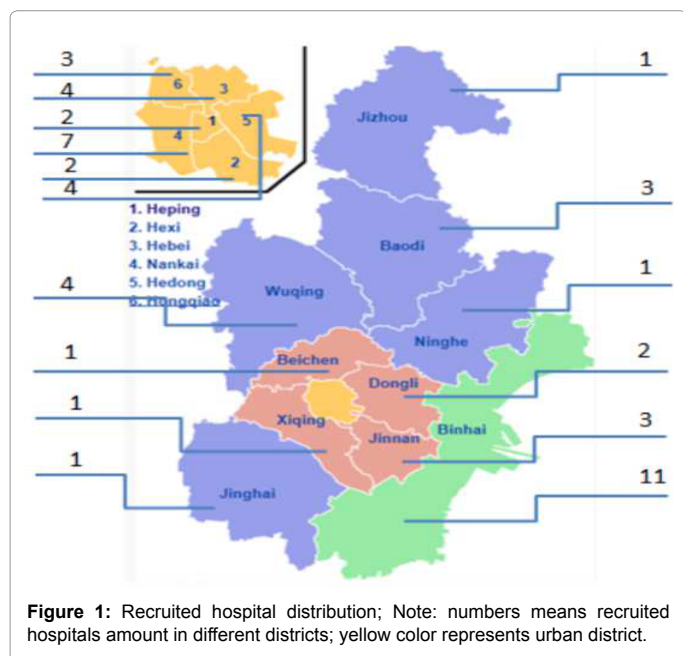 3
4
2
7
2
4
6
3
1
5
4
2
1. Heping
2. Hexi
3. Hebei
4. Nankai
5. Hedong
6. Hongqiao
1
Jizhou
3
Baodi
1
4
Wuqing
Ninghe
1
Beichen
2
Dongli
1
Xiqing
Binhai
Jinnan
3
1
Jinghai
11
Figure 1: Recruited hospital distribution; Note: numbers means recruited
hospitals amount in different districts; yellow color represents urban district.